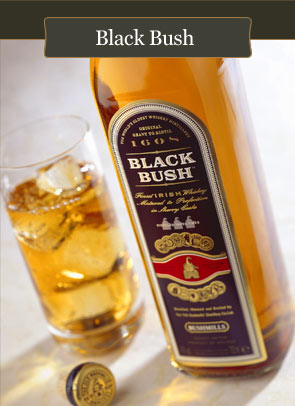 Black Bush
THE WORLD'S OLDEST WHISKEY DISTILLERY
ORIGINAL
GRANT TO DISTIL
1608
BLACK
BUSH
Finest IRISH Whiskey
Matured to Perfection
in Sherry Casks
BUSHMILLS